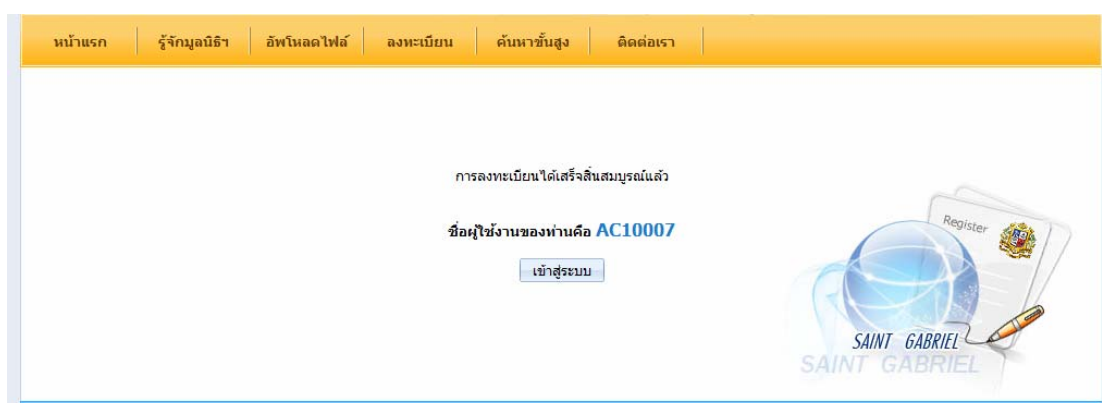 หน้าแรก รู้จักมูลนิธิฯ อัพโหลดไฟล์ ลงทะเบียน ค้นหาขั้นสูง ติดต่อเรา
การลงทะเบียนได้เสร็จสิ้นสมบูรณ์แล้ว
ชื่อผู้ใช้งานของท่านคือ AC10007
เข้าสู่ระบบ
Register
SAINT GABRIEL
SAINT GABRIEL